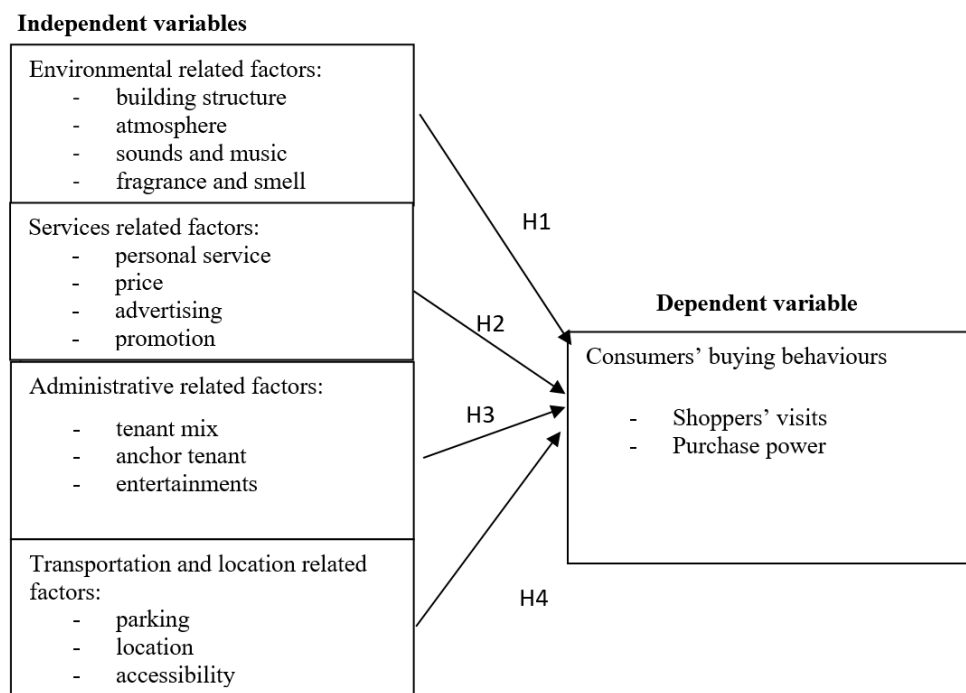 Independent variables
Environmental related factors:
- building structure
- atmosphere
- sounds and music
- fragrance and smell
Services related factors:
- personal service
- price
- advertising
- promotion
Administrative related factors:
- tenant mix
- anchor tenant
- entertainments
Transportation and location related
factors:
- parking
- location
- accessibility
H1
H2
H3
H4
Dependent variable
Consumers’ buying behaviours
- Shoppers’ visits
- Purchase power